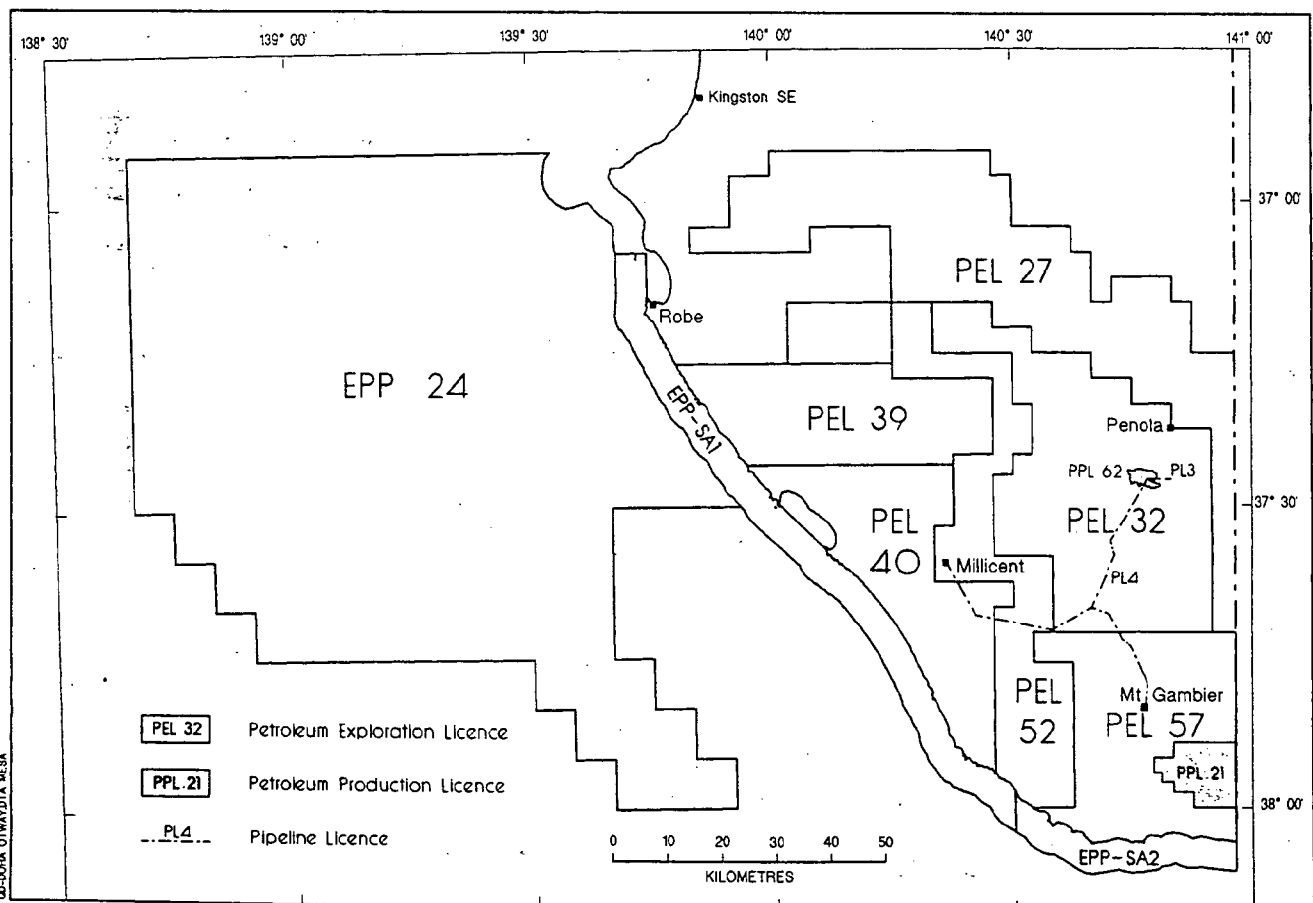 138° 30'
139° 00'
139° 30'
140° 00'
140° 30'
141° 00'
Kingston SE
37° 00'
PEL 27
Robe
EPP 24
EPP-SA1
PEL 39
Penola
PPL 62
PL3
37° 30'
PEL 32
PEL
40
Millicent
PL4
PEL
52
Mt Gambier
PEL 57
PPL.21
38° 00'
EPP-SA2
PEL 32 Petroleum Exploration Licence
PPL.21 Petroleum Production Licence
PL4 Pipeline Licence
0 10 20 30 40 50
KILOMETRES